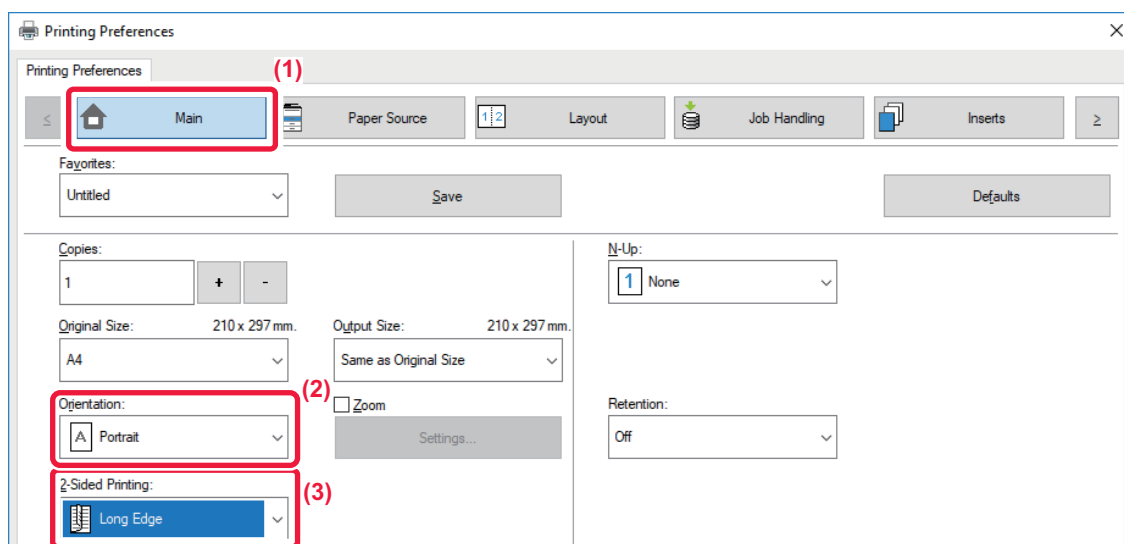 Printing Preferences
Printing Preferences
(1)
<
Main
Paper Source
1 2
Layout
Job Handling
Inserts
>
Favorites:
Untitled
Save
Defaults
Copies:
1
+
-
N-Up:
1 None
Original Size: 210 x 297 mm.
A4
Output Size: 210 x 297 mm.
Same as Original Size
(2)
Orientation:
A Portrait
Zoom
Settings...
Retention:
Off
(3)
2-Sided Printing:
Long Edge